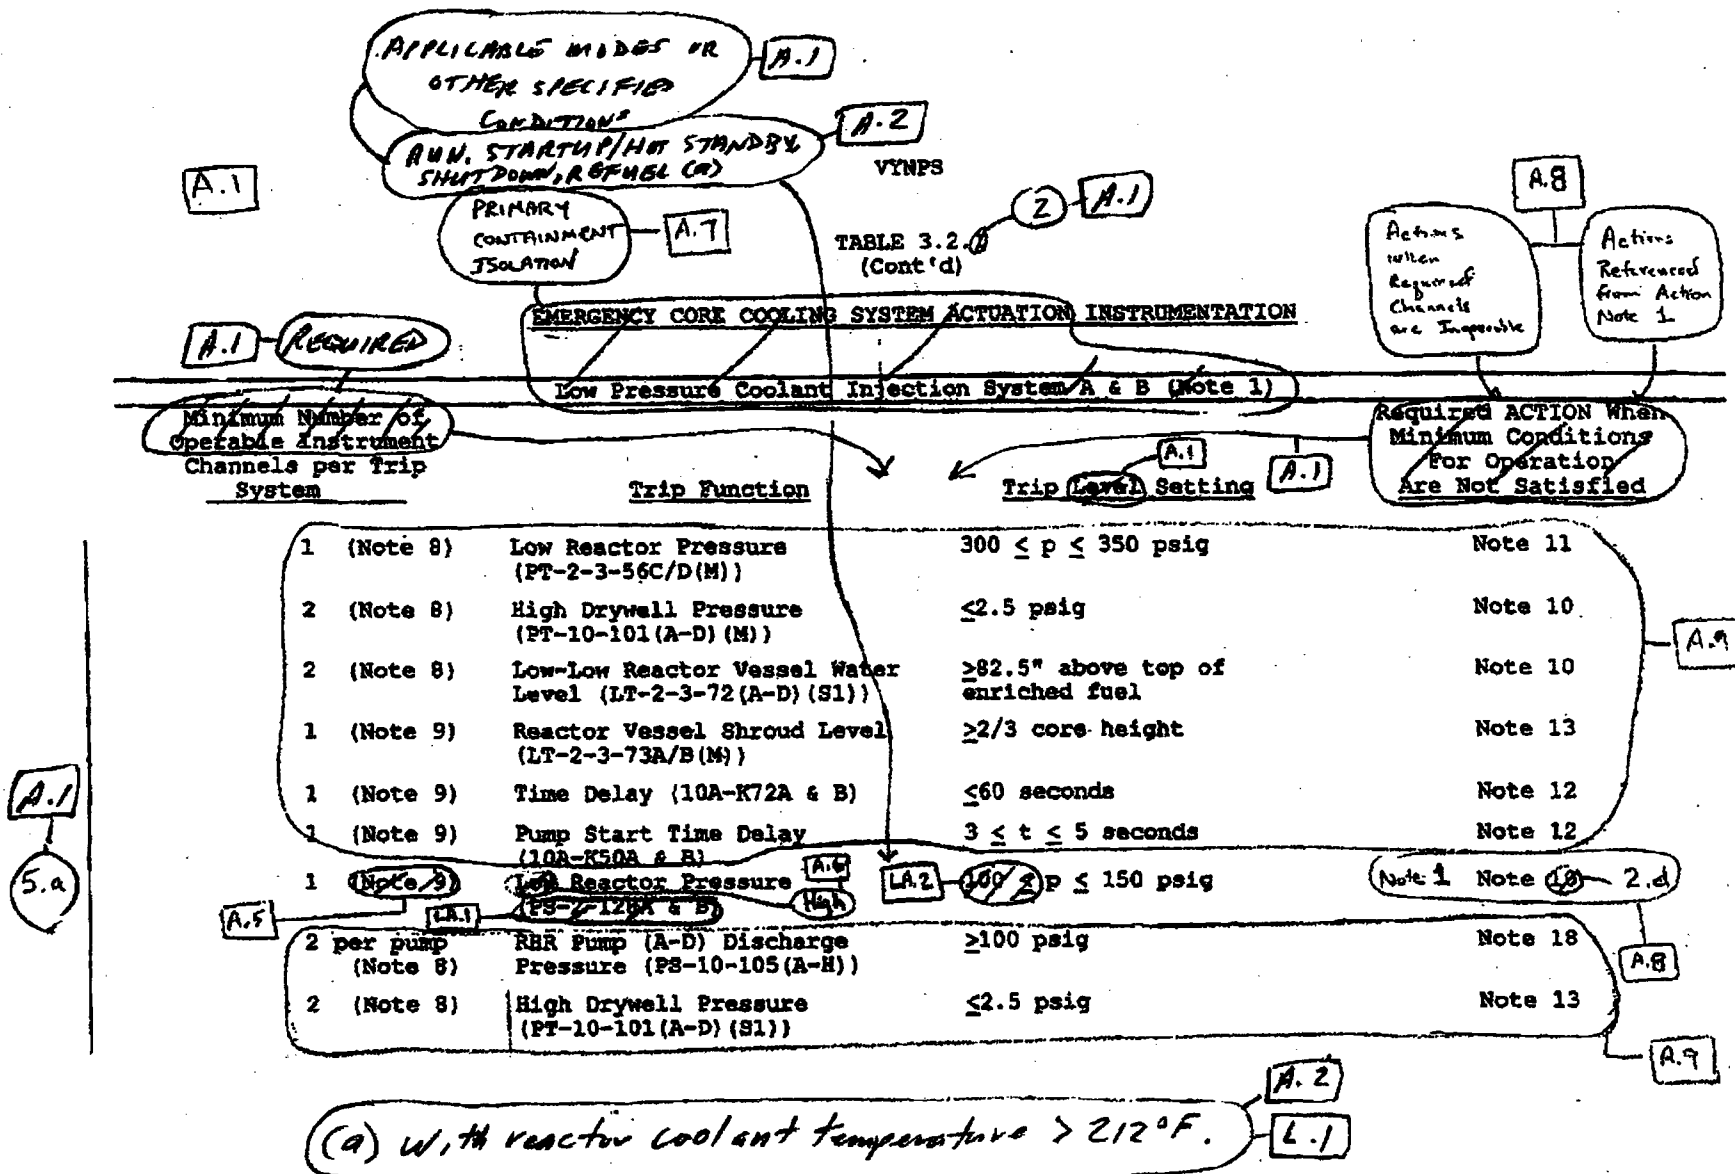 APPLICABLE MODES OR
OTHER SPECIFIED
CONDITIONS
A.1
RUN, STARTUP/HOT STANDBY
SHUTDOWN, REFUEL (a)
A.2
VYNPS
A.1
PRIMARY
CONTAINMENT
ISOLATION
A.7
2
A.1
TABLE 3.2.
(Cont'd)
A.8
Actions
when
Required
Channels
are Inoperable
Actions
Referenced
from Action
Note 1
EMERGENCY CORE COOLING SYSTEM ACTUATION INSTRUMENTATION
A.1
REQUIRED
Low Pressure Coolant Injection System A & B (Note 1)
Minimum Number of
Operable Instrument
Channels per Trip
System
Trip Function
A.1
Trip Level Setting
A.1
Required ACTION When
Minimum Conditions
For Operation
Are Not Satisfied
1 (Note 8) Low Reactor Pressure 300 ≤ p ≤ 350 psig Note 11
(PT-2-3-56C/D(M))
2 (Note 8) High Drywell Pressure ≤2.5 psig Note 10
(PT-10-101(A-D)(M))
A.9
2 (Note 8) Low-Low Reactor Vessel Water ≥82.5" above top of Note 10
Level (LT-2-3-72(A-D)(S1)) enriched fuel
1 (Note 9) Reactor Vessel Shroud Level ≥2/3 core height Note 13
(LT-2-3-73A/B(M))
A.1
5.a
1 (Note 9) Time Delay (10A-K72A & B) ≤60 seconds Note 12
1 (Note 9) Pump Start Time Delay 3 ≤ t ≤ 5 seconds Note 12
(10A-K50A & B)
A.6
1 (Note 9) Low Reactor Pressure LA.2 100 ≤ p ≤ 150 psig Note 1 Note 18 2.d
A.5 LA.1 (PS-2-128A & B) High
A.8
2 per pump RHR Pump (A-D) Discharge ≥100 psig Note 18
(Note 8) Pressure (PS-10-105(A-H))
2 (Note 8) High Drywell Pressure ≤2.5 psig Note 13
(PT-10-101(A-D)(S1))
A.9
(a) With reactor coolant temperature > 212°F.
A.2
L.1